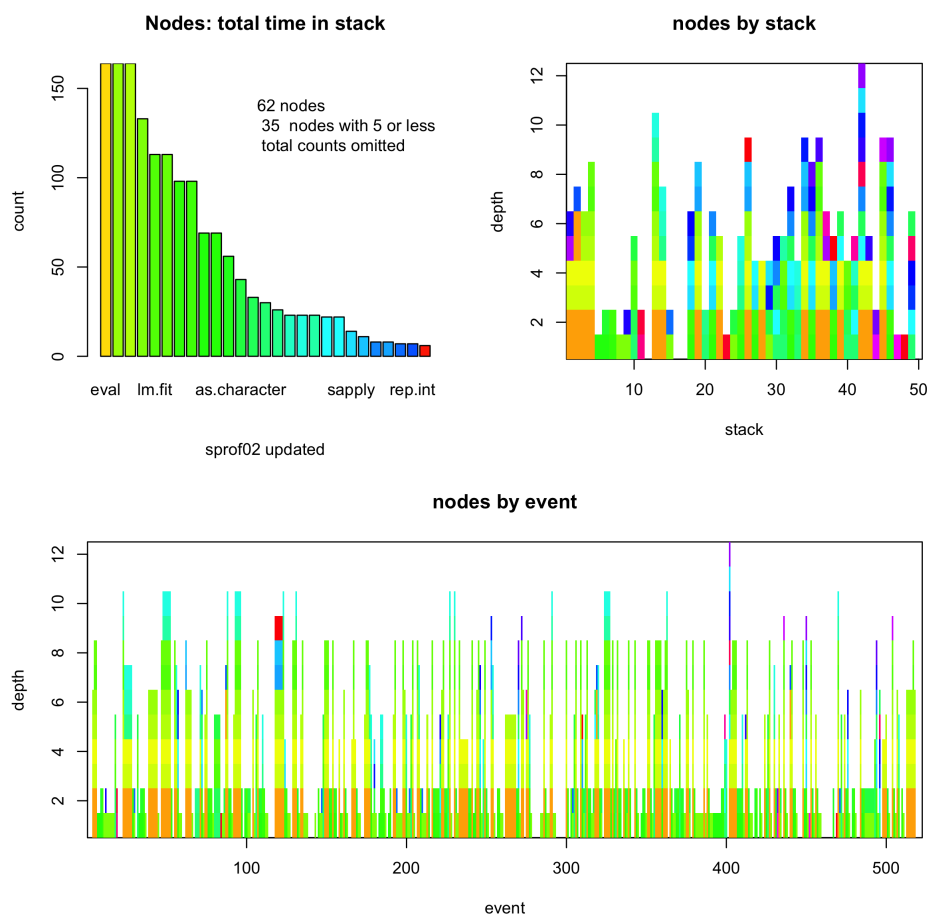 Nodes: total time in stack
150
100
50
0
count
62 nodes
35 nodes with 5 or less
total counts omitted
eval lm.fit as.character sapply rep.int
sprof02 updated
nodes by stack
12
10
8
6
4
2
depth
10 20 30 40 50
stack
nodes by event
12
10
8
6
4
2
depth
100 200 300 400 500
event